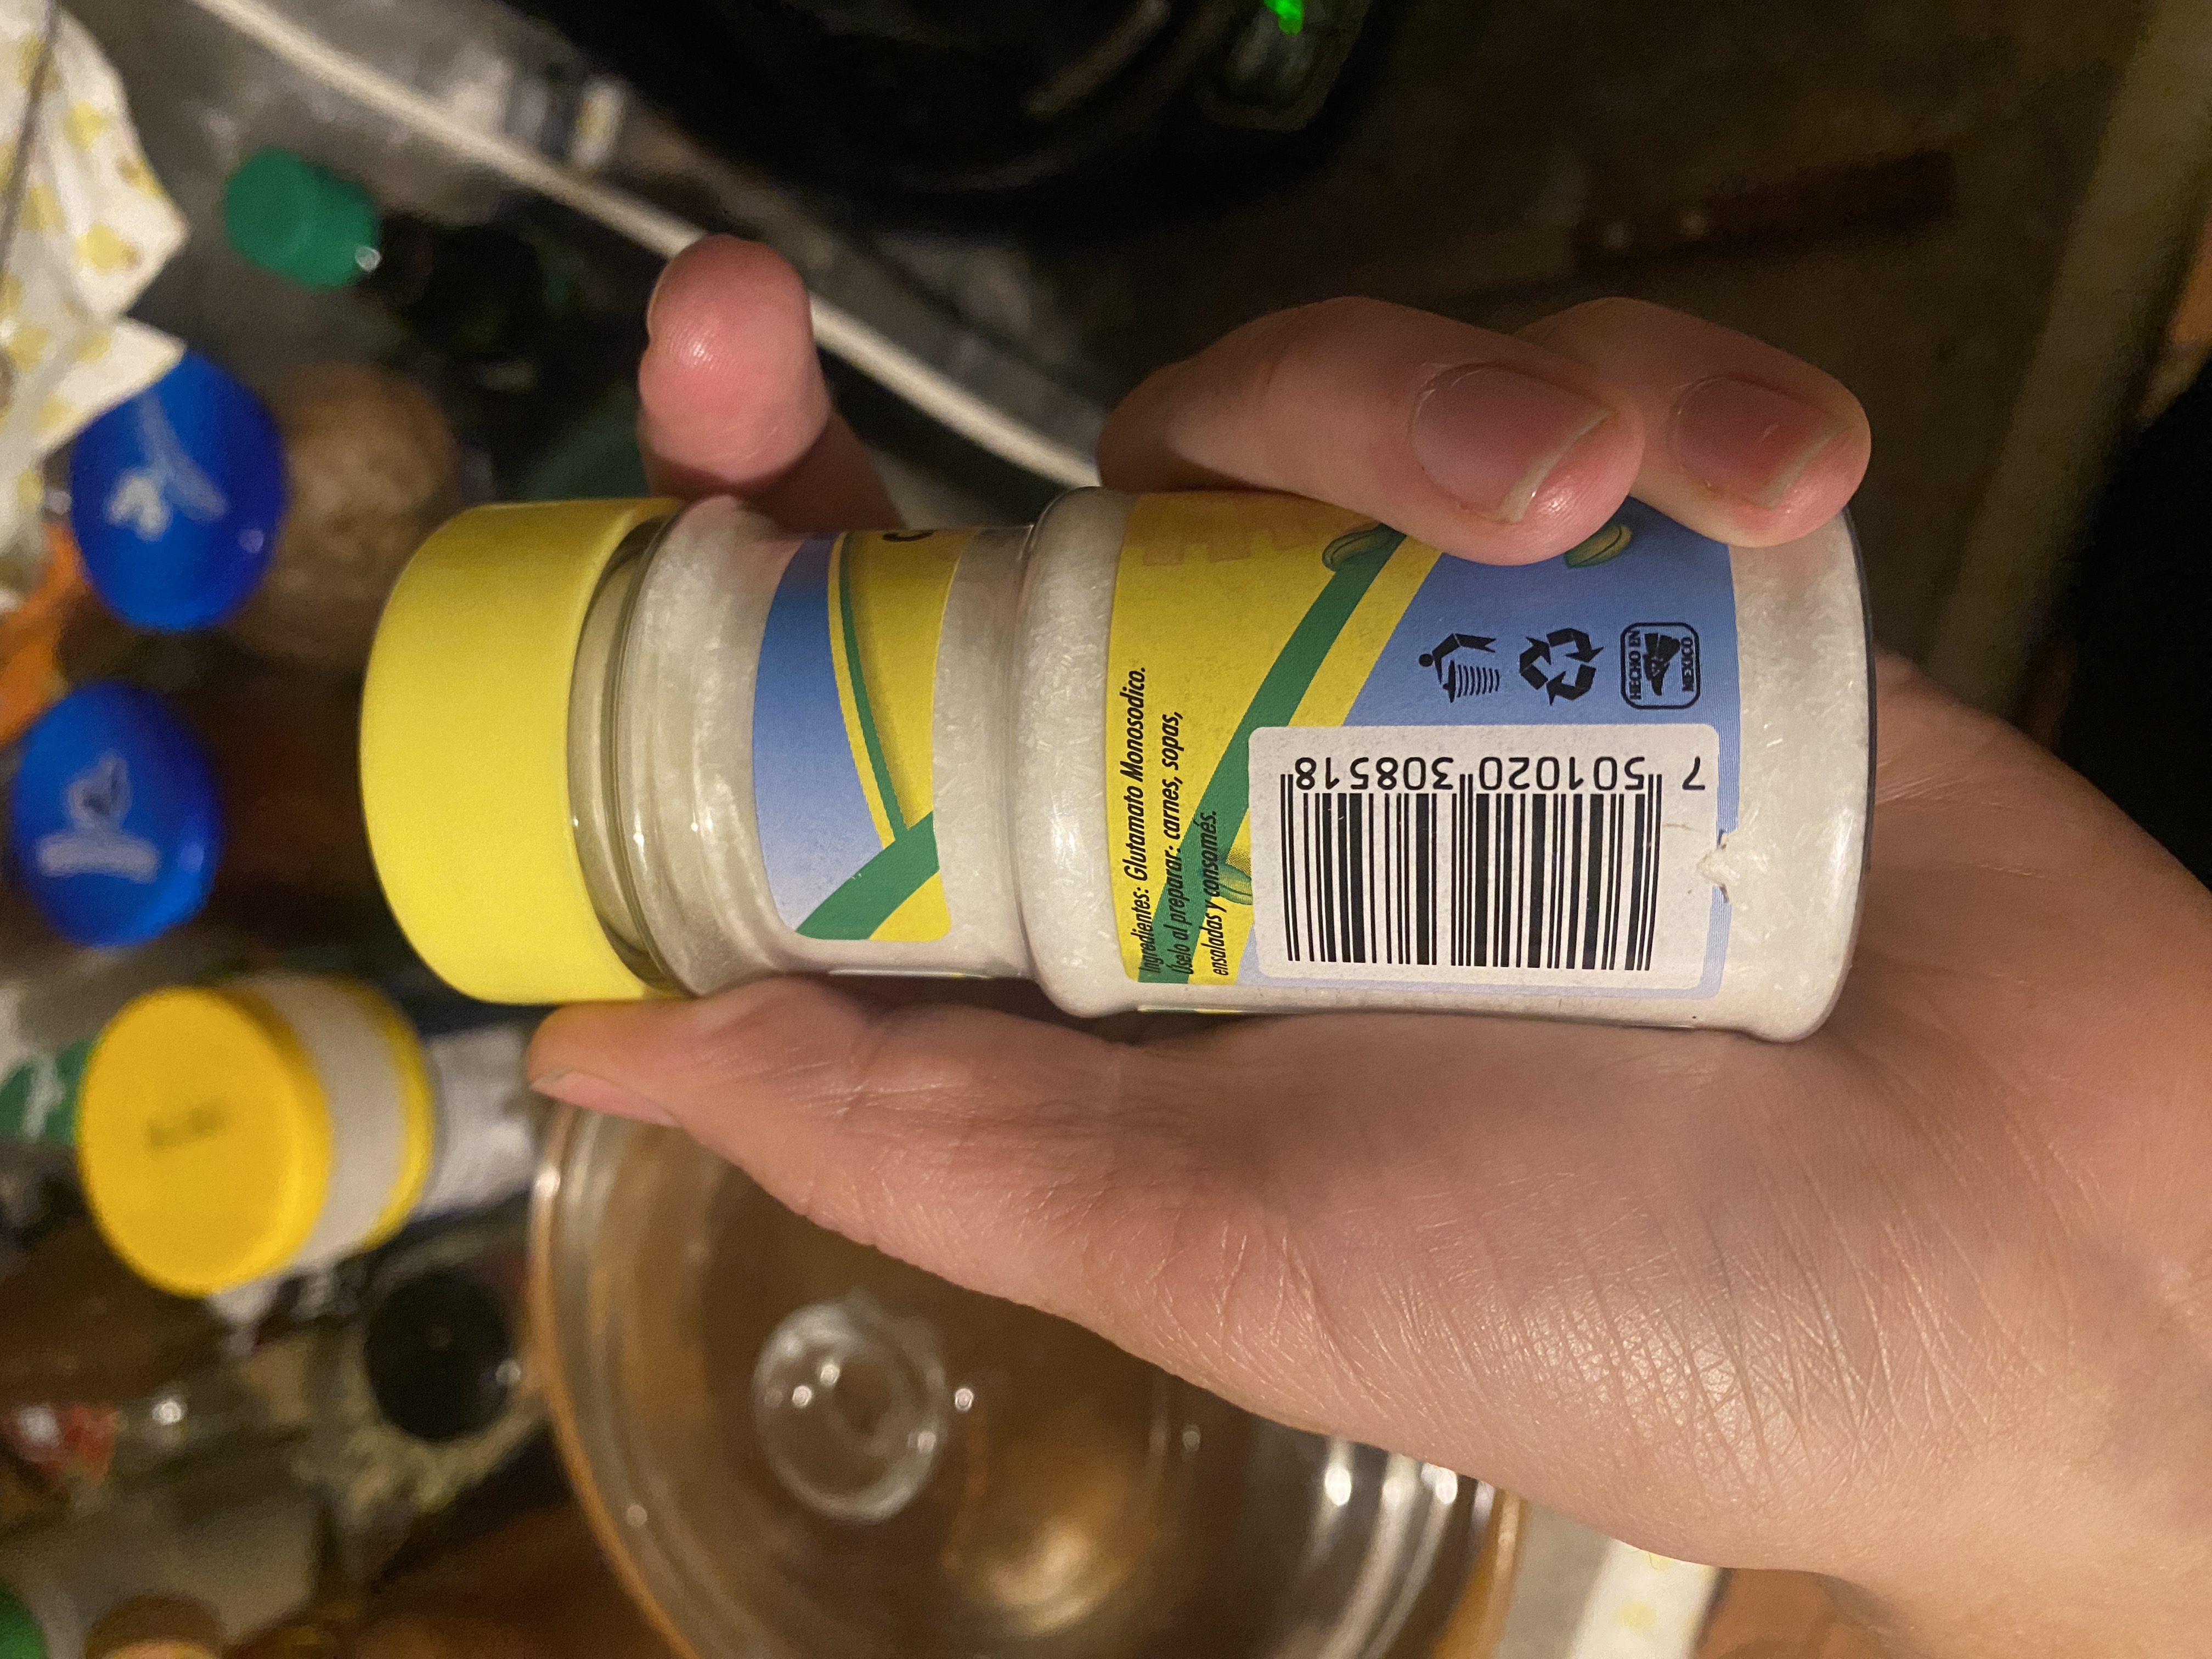 Ingredientes: Glutamato Monosodico.
Úselo al preparar: carnes, sopas,
ensaladas y consomés.
HECHO EN
MEXICO
7 501020 308518